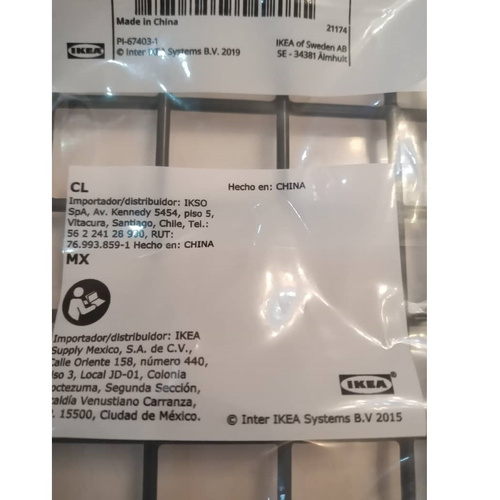 Made in China
21174
PI-67403-1
IKEA
© Inter IKEA Systems B.V. 2019
IKEA of Sweden AB
SE - 34381 Älmhult
CL
Hecho en: CHINA
Importador/distribuidor: IKSO
SpA, Av. Kennedy 5454, piso 5,
Vitacura, Santiago, Chile, Tel.:
56 2 241 28 920, RUT:
76.993.859-1 Hecho en: CHINA
MX
Importador/distribuidor: IKEA
Supply Mexico, S.A. de C.V.,
Calle Oriente 158, número 440,
iso 3, Local JD-01, Colonia
octezuma, Segunda Sección,
caldía Venustiano Carranza,
. 15500, Ciudad de México.
IKEA
© Inter IKEA Systems B.V 2015